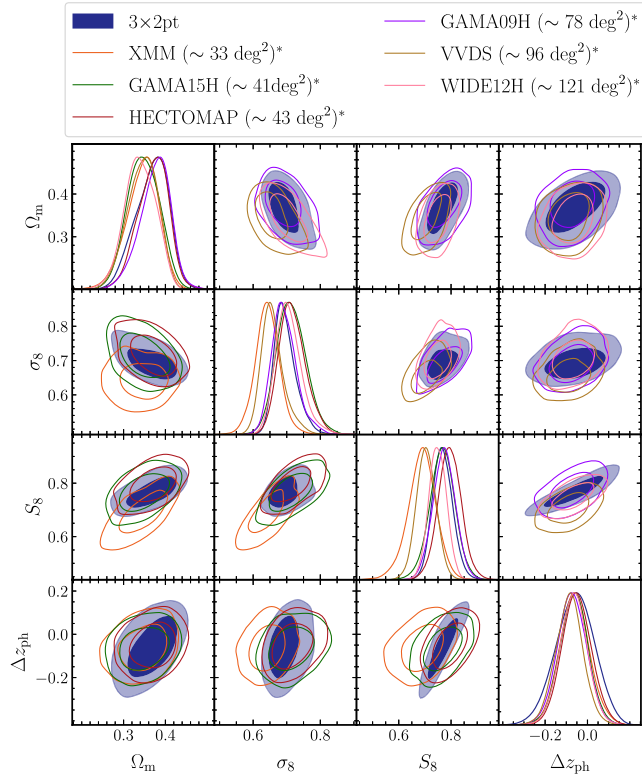 3×2pt
XMM (∼ 33 deg²)*
GAMA15H (∼ 41deg²)*
HECTOMAP (∼ 43 deg²)*
GAMA09H (∼ 78 deg²)*
VVDS (∼ 96 deg²)*
WIDE12H (∼ 121 deg²)*
Ωm
0.4
0.3
σ8
0.8
0.7
0.6
S8
0.8
0.6
Δzph
0.2
0.0
−0.2
0.3 0.4 0.6 0.8 0.6 0.8 −0.2 0.0
Ωm σ8 S8 Δzph